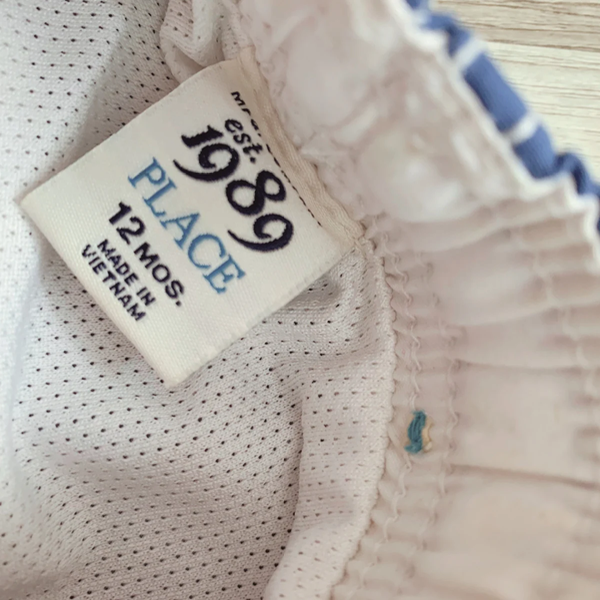 est.
1989
PLACE
12 MOS.
MADE IN
VIETNAM